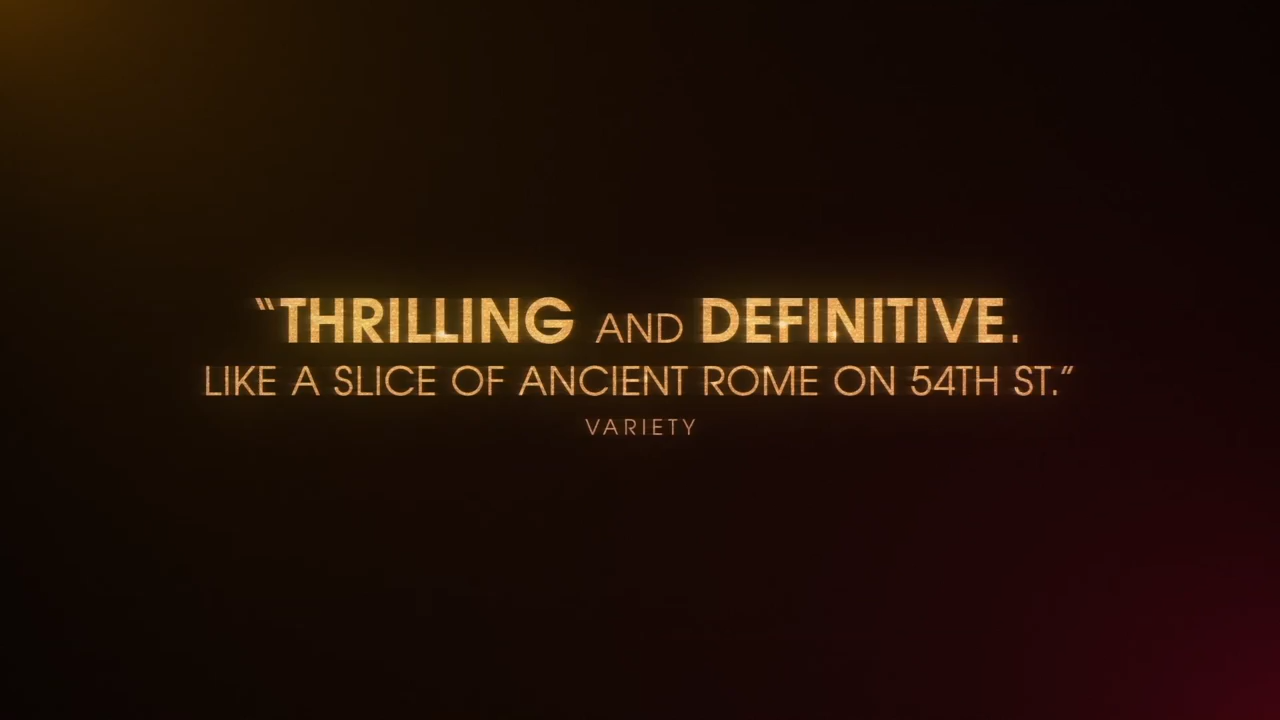 “THRILLING AND DEFINITIVE.
LIKE A SLICE OF ANCIENT ROME ON 54TH ST.”
VARIETY